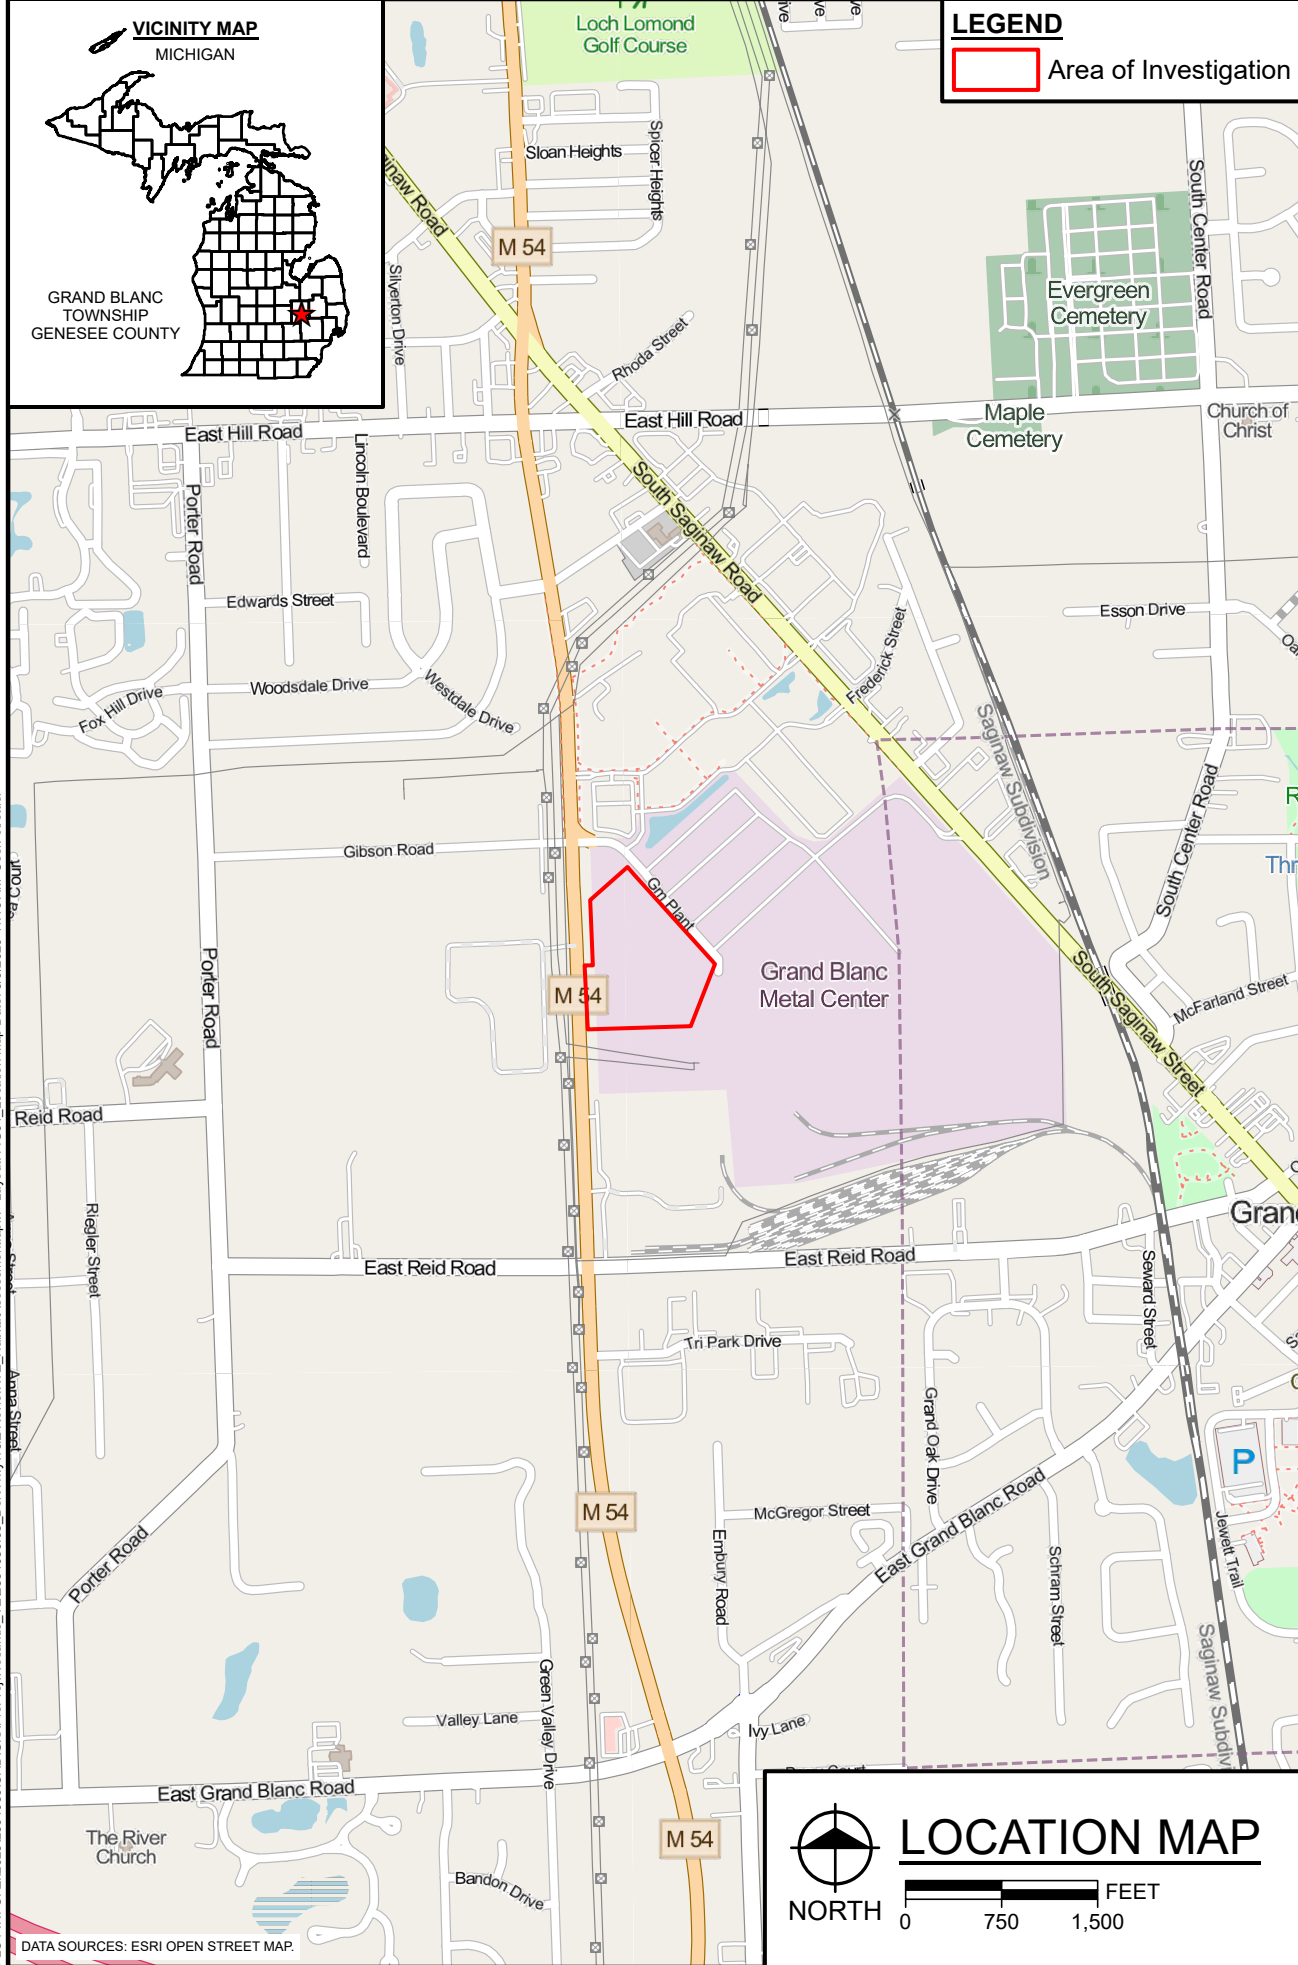 VICINITY MAP
MICHIGAN
GRAND BLANC
TOWNSHIP
GENESEE COUNTY
LEGEND
Area of Investigation
Loch Lomond
Golf Course
Sloan Heights
Spicer Heights
M 54
Silverton Drive
Rhoda Street
South Center Road
Evergreen
Cemetery
Maple
Cemetery
Church of
Christ
East Hill Road
East Hill Road
Lincoln Boulevard
Porter Road
South Saginaw Road
Edwards Street
Esson Drive
Frederick Street
Woodsdale Drive
Westdale Drive
Fox Hill Drive
Saginaw Subdivision
South Center Road
Gibson Road
Gm Plant
Porter Road
M 54
Grand Blanc
Metal Center
South Saginaw Street
McFarland Street
Reid Road
Riegler Street
East Reid Road
East Reid Road
Seward Street
Tri Park Drive
Anna Street
Grand Oak Drive
P
M 54
McGregor Street
Embury Road
East Grand Blanc Road
Schram Street
Jewett Trail
Porter Road
Green Valley Drive
Valley Lane
Ivy Lane
East Grand Blanc Road
The River
Church
M 54
Bandon Drive
DATA SOURCES: ESRI OPEN STREET MAP.
NORTH
LOCATION MAP
FEET
0 750 1,500